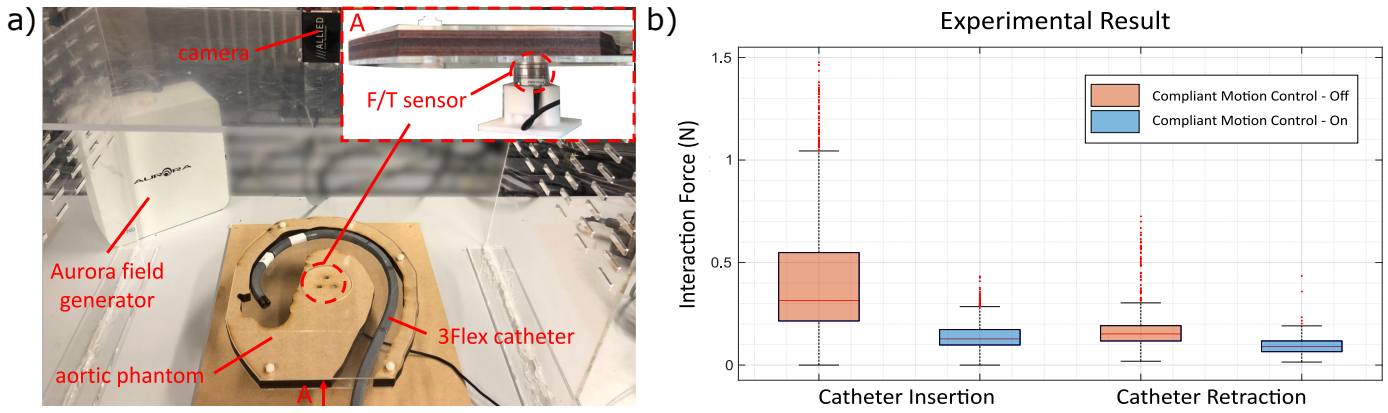 a)
camera
///ALLIED
A
F/T sensor
AURORA
Aurora field
generator
3Flex catheter
aortic phantom
A
b)
Experimental Result
Interaction Force (N)
1.5
1
0.5
0
Compliant Motion Control - Off
Compliant Motion Control - On
Catheter Insertion
Catheter Retraction